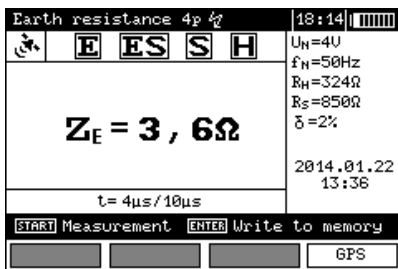 Earth resistance 4p 18:14
E ES S H
UN=4V
fN=50Hz
RH=324Ω
RS=850Ω
δ=2%
ZE = 3 , 6Ω
2014.01.22
13:36
t= 4μs/10μs
START Measurement ENTER Write to memory
GPS